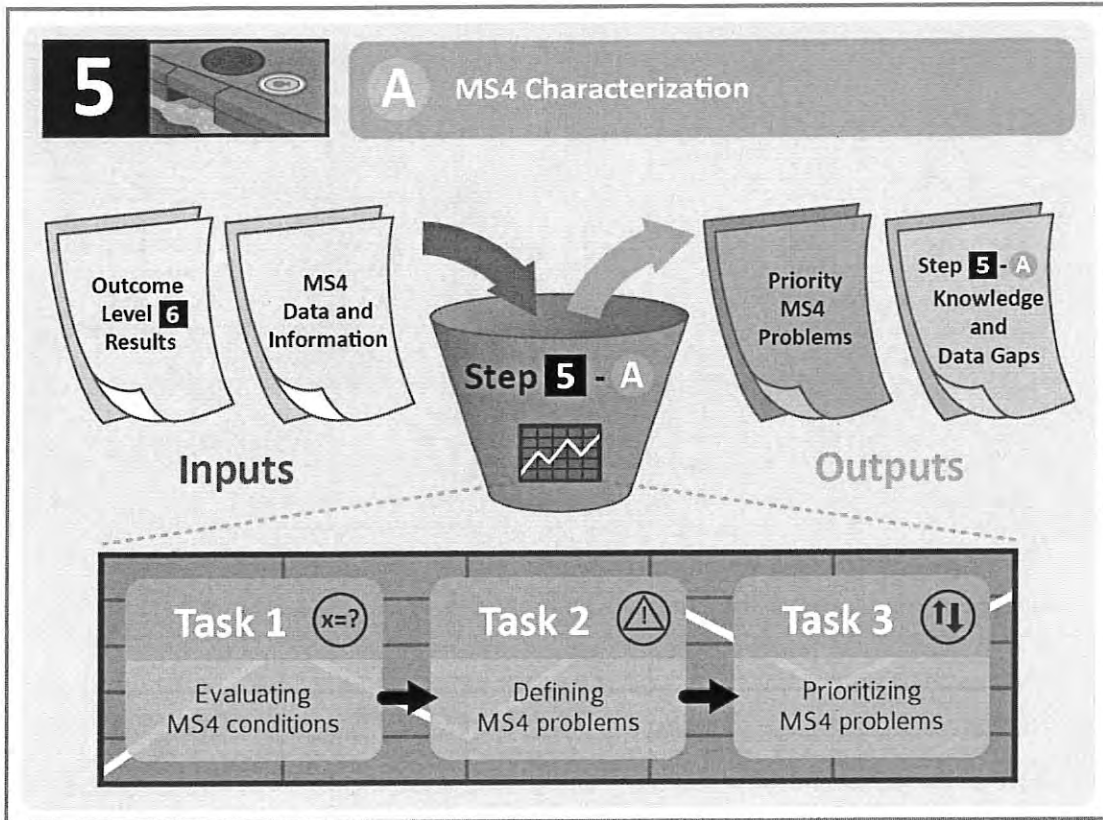 5
A MS4 Characterization
Outcome
Level 6
Results
MS4
Data and
Information
Step 5 - A
Priority
MS4
Problems
Step 5 - A
Knowledge
and
Data Gaps
Inputs
Outputs
Task 1 x=?
Evaluating
MS4 conditions
Task 2
Defining
MS4 problems
Task 3
Prioritizing
MS4 problems